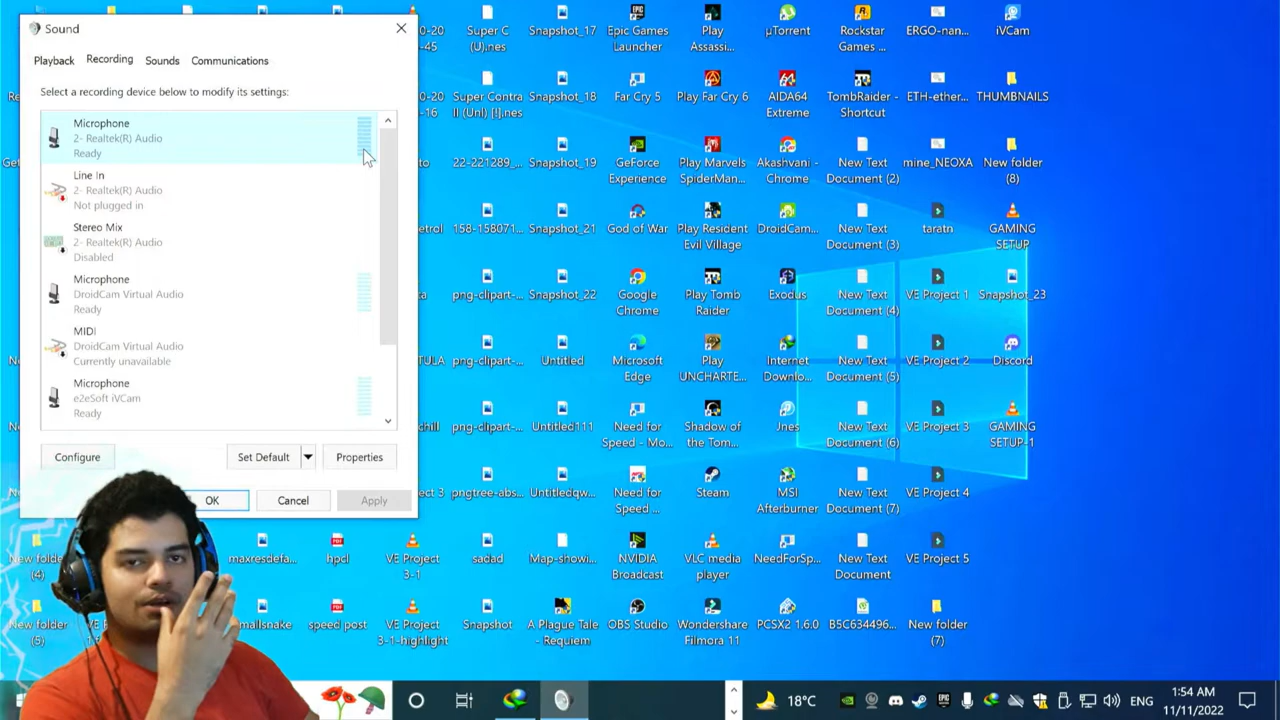 Sound
Playback
Recording
Sounds
Communications
Select a recording device below to modify its settings:
Microphone
2- Realtek(R) Audio
Ready
Line In
2- Realtek(R) Audio
Not plugged in
Stereo Mix
2- Realtek(R) Audio
Disabled
Microphone
DroidCam Virtual Audio
Ready
MIDI
DroidCam Virtual Audio
Currently unavailable
Microphone
e2eSoft iVCam
Ready
Configure
Set Default
Properties
OK
Cancel
Apply
Super C
(U).nes
Snapshot_17
Epic Games
Launcher
Play
Assassi...
µTorrent
Rockstar
Games ...
ERGO-nan...
iVCam
Super Contra
II (Uni) [!].nes
Snapshot_18
Far Cry 5
Play Far Cry 6
AIDA64
Extreme
TombRaider -
Shortcut
ETH-ether...
THUMBNAILS
22-221289_...
Snapshot_19
GeForce
Experience
Play Marvels
SpiderMan...
Akashvani -
Chrome
New Text
Document (2)
mine_NEOXA
New folder
(8)
158-158071...
Snapshot_21
God of War
Play Resident
Evil Village
DroidCam...
New Text
Document (3)
taratn
GAMING
SETUP
png-clipart-...
Snapshot_22
Google
Chrome
Play Tomb
Raider
Exodus
New Text
Document (4)
VE Project 1
Snapshot_23
png-clipart-...
Untitled
Microsoft
Edge
Play
UNCHARTE...
Internet
Downlo...
New Text
Document (5)
VE Project 2
Discord
png-clipart-...
Untitled111
Need for
Speed - Mo...
Shadow of
the Tom...
Jnes
New Text
Document (6)
VE Project 3
GAMING
SETUP-1
pngtree-abs...
Untitledqw...
Need for
Speed ...
Steam
MSI
Afterburner
New Text
Document (7)
VE Project 4
New folder
(4)
maxresdefa...
hpcl
VE Project
3-1
sadad
Map-showi...
NVIDIA
Broadcast
VLC media
player
NeedForSp...
New Text
Document
VE Project 5
New folder
(5)
mallsnake
speed post
VE Project
3-1-highlight
Snapshot
A Plague Tale
- Requiem
OBS Studio
Wondershare
Filmora 11
PCSX2 1.6.0
B5C634496...
New folder
(7)
18°C
ENG
1:54 AM
11/11/2022